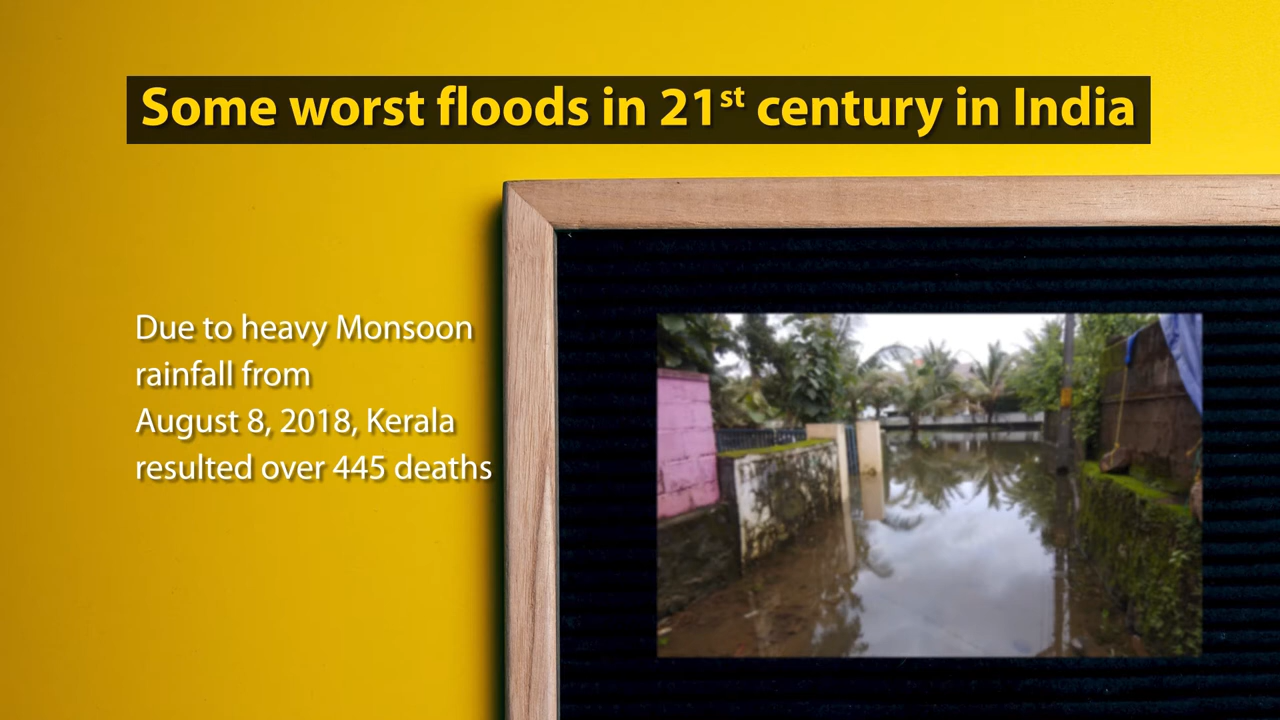 Some worst floods in 21st century in India
Due to heavy Monsoon
rainfall from
August 8, 2018, Kerala
resulted over 445 deaths